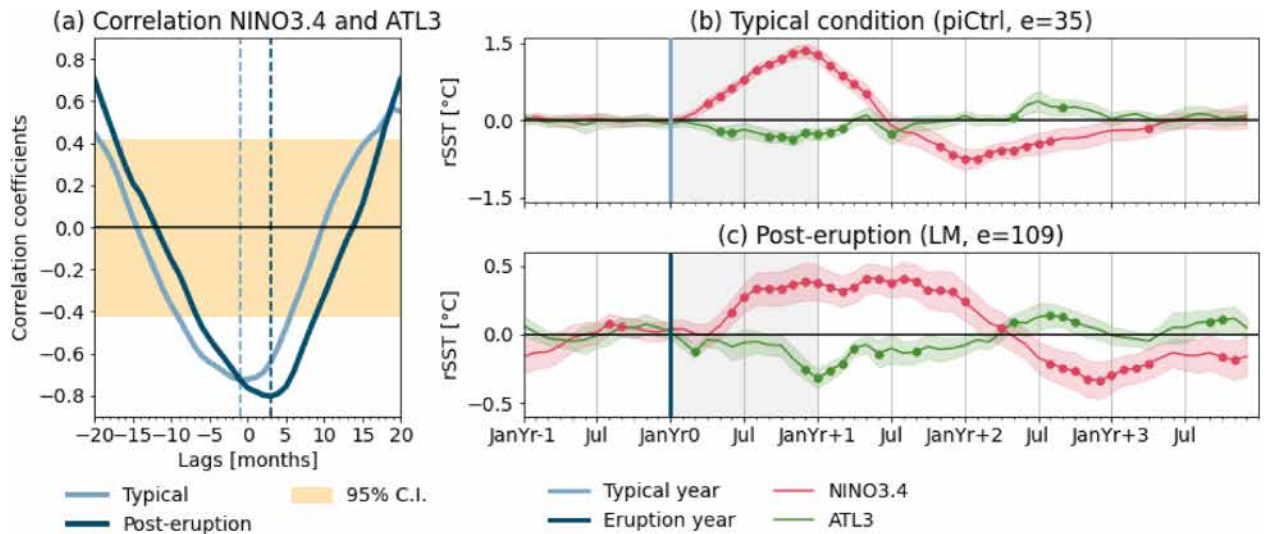 (a) Correlation NINO3.4 and ATL3
0.8
0.6
0.4
0.2
0.0
−0.2
−0.4
−0.6
−0.8
Correlation coefficients
−20−15−10 −5 0 5 10 15 20
Lags [months]
Typical
Post-eruption
95% C.I.
(b) Typical condition (piCtrl, e=35)
1.5
0.0
−1.5
rSST [°C]
(c) Post-eruption (LM, e=109)
0.5
0.0
−0.5
rSST [°C]
JanYr-1 Jul JanYr0 Jul JanYr+1 Jul JanYr+2 Jul JanYr+3 Jul
Typical year
Eruption year
NINO3.4
ATL3